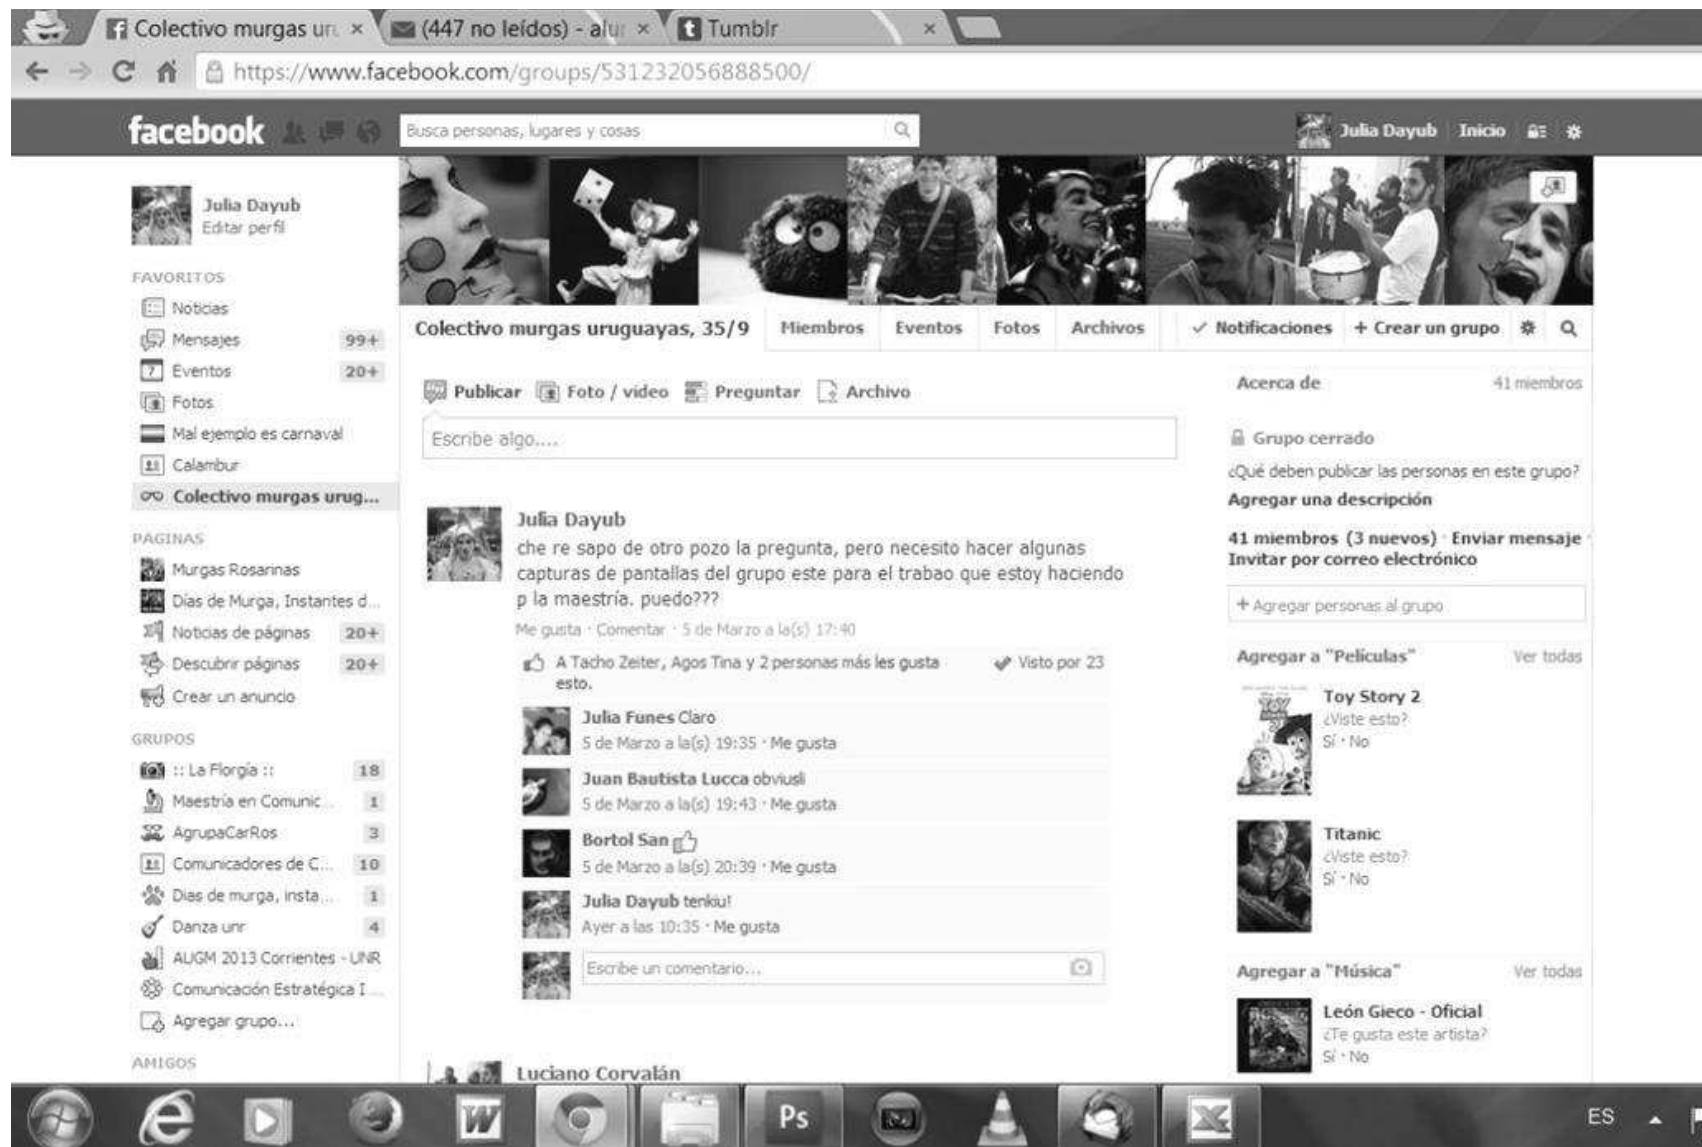 Colectivo murgas uru ×
(447 no leídos) - alu ×
Tumblr ×
https://www.facebook.com/groups/531232056888500/
facebook
Busca personas, lugares y cosas
Julia Dayub Inicio
Julia Dayub
Editar perfil
FAVORITOS
Noticias
Mensajes 99+
Eventos 20+
Fotos
Mal ejemplo es carnaval
Calambur
Colectivo murgas urug...
PÁGINAS
Murgas Rosarinas
Días de Murga, Instantes d...
Noticias de páginas 20+
Descubrir páginas 20+
Crear un anuncio
GRUPOS
:: La Florgía :: 18
Maestría en Comunic... 1
AgrupaCarRos 3
Comunicadores de C... 10
Dias de murga, insta... 1
Danza unr 4
AUGM 2013 Corrientes - UNR
Comunicación Estratégica I ...
Agregar grupo...
AMIGOS
Colectivo murgas uruguayas, 35/9 Miembros Eventos Fotos Archivos
✓ Notificaciones + Crear un grupo
Publicar Foto / video Preguntar Archivo
Escribe algo....
Julia Dayub
che re sapo de otro pozo la pregunta, pero necesito hacer algunas
capturas de pantallas del grupo este para el trabao que estoy haciendo
p la maestría. puedo???
Me gusta · Comentar · 5 de Marzo a la(s) 17:40
A Tacho Zeiter, Agos Tina y 2 personas más les gusta
esto.
✓ Visto por 23
Julia Funes Claro
5 de Marzo a la(s) 19:35 · Me gusta
Juan Bautista Lucca obviusli
5 de Marzo a la(s) 19:43 · Me gusta
Bortol San
5 de Marzo a la(s) 20:39 · Me gusta
Julia Dayub tenkiu!
Ayer a las 10:35 · Me gusta
Escribe un comentario...
Luciano Corvalán
Acerca de 41 miembros
Grupo cerrado
¿Qué deben publicar las personas en este grupo?
Agregar una descripción
41 miembros (3 nuevos) · Enviar mensaje ·
Invitar por correo electrónico
+ Agregar personas al grupo
Agregar a "Películas" Ver todas
Toy Story 2
¿Viste esto?
Sí · No
Titanic
¿Viste esto?
Sí · No
Agregar a "Música" Ver todas
León Gieco - Oficial
¿Te gusta este artista?
Sí · No
Ps
ES